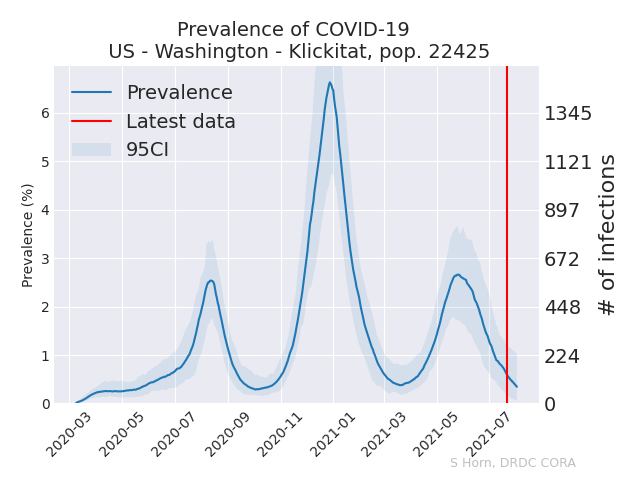 Prevalence of COVID-19
US - Washington - Klickitat, pop. 22425
Prevalence
Latest data
95CI
Prevalence (%)
6
5
4
3
2
1
0
1345
1121
897
672
448
224
0
# of infections
2020-03
2020-05
2020-07
2020-09
2020-11
2021-01
2021-03
2021-05
2021-07
S Horn, DRDC CORA